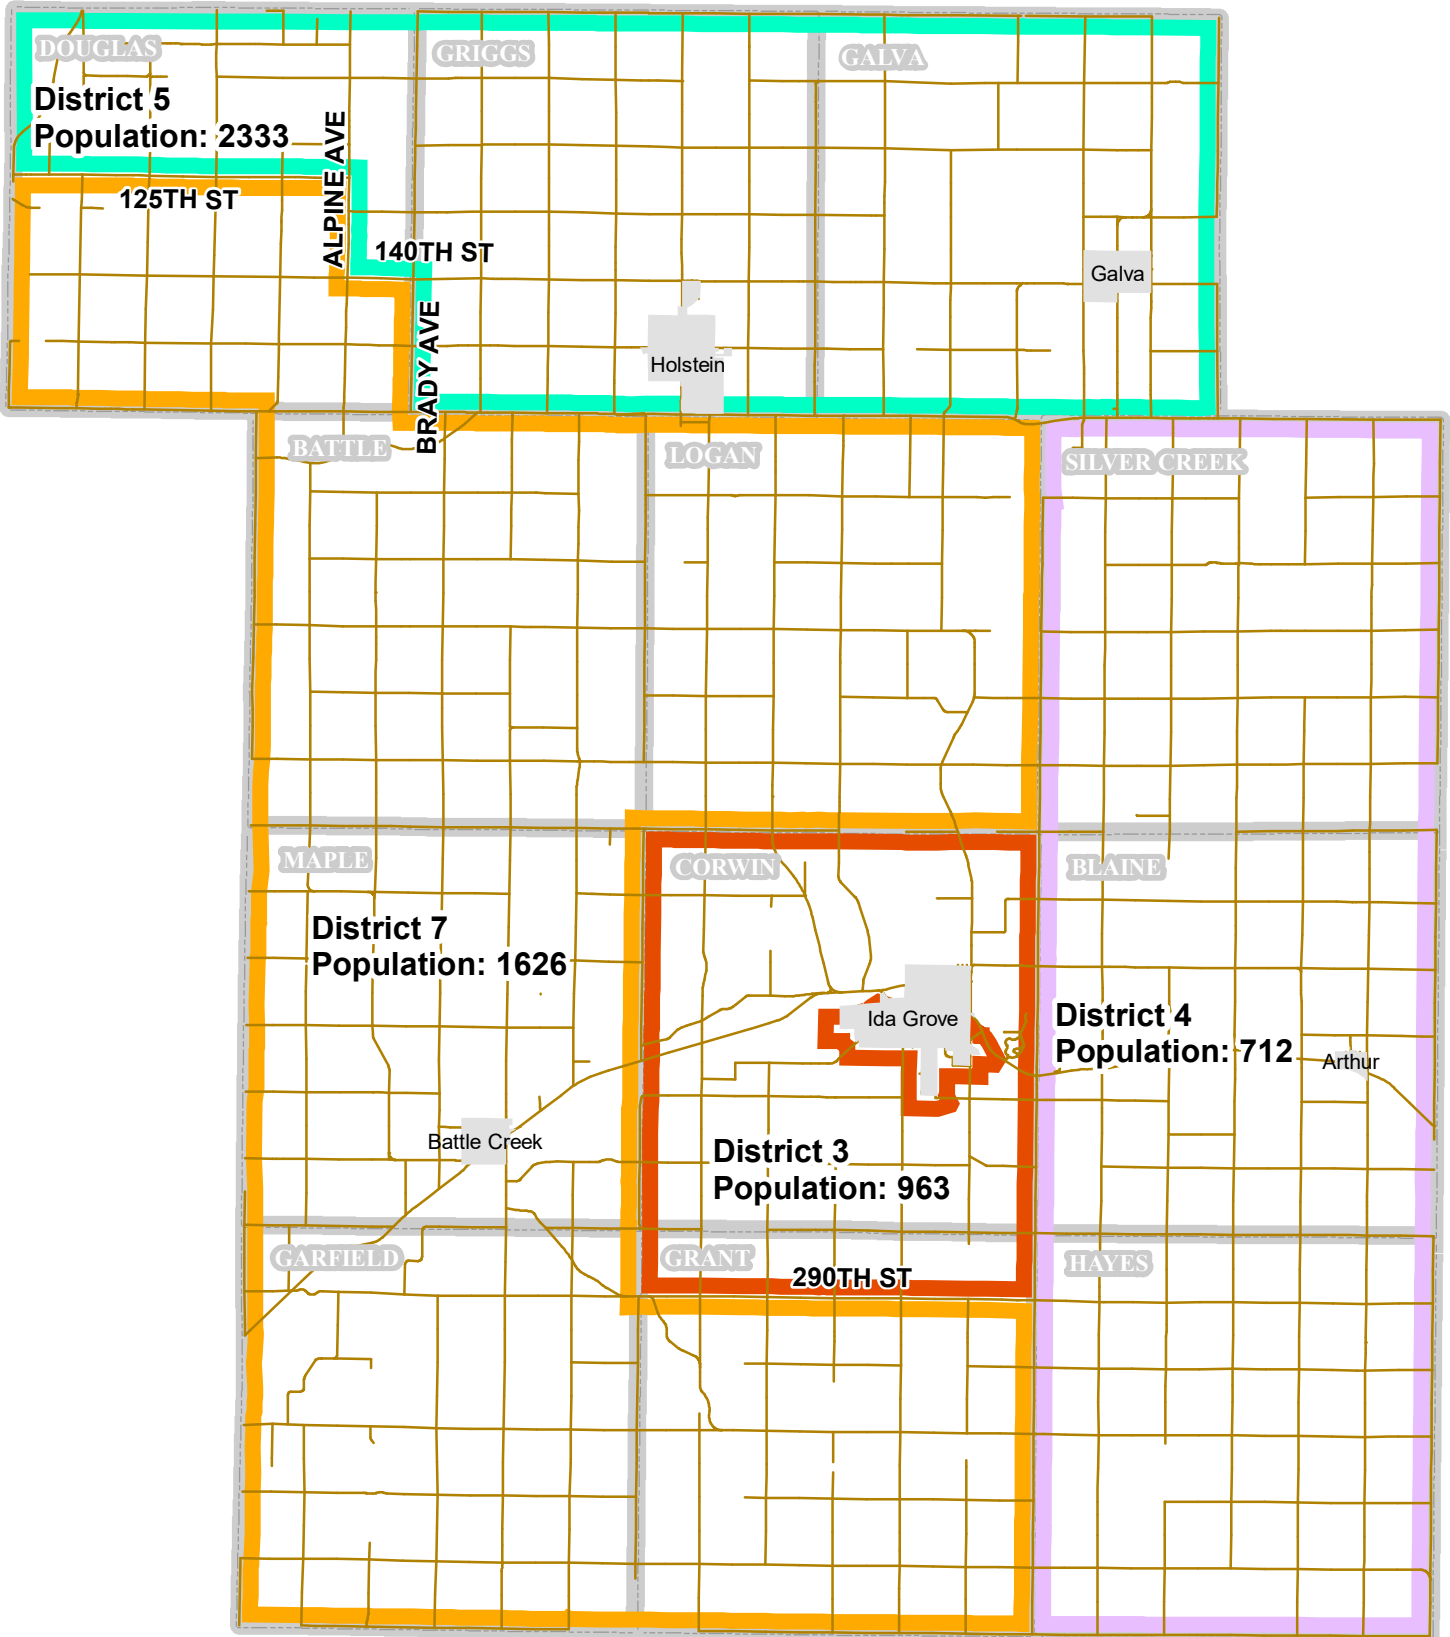 DOUGLAS
GRIGGS
GALVA
District 5
Population: 2333
ALPINE AVE
125TH ST
140TH ST
Galva
BRADY AVE
Holstein
BATTLE
LOGAN
SILVER CREEK
MAPLE
CORWIN
BLAINE
District 7
Population: 1626
Ida Grove
District 4
Population: 712
Arthur
Battle Creek
District 3
Population: 963
GARFIELD
GRANT
HAYES
290TH ST